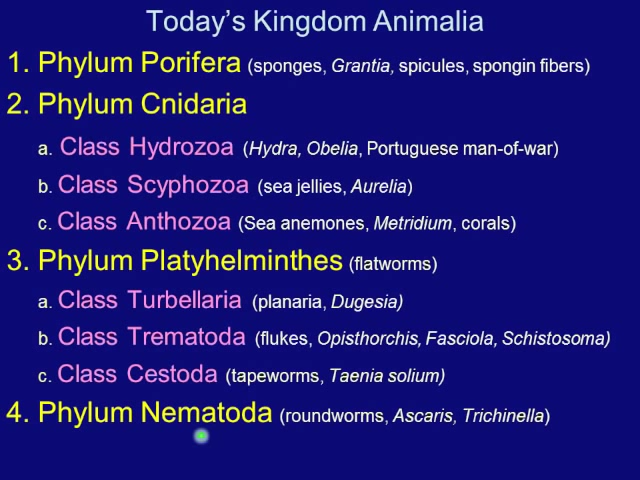 Today's Kingdom Animalia
1. Phylum Porifera (sponges, Grantia, spicules, spongin fibers)
2. Phylum Cnidaria
a. Class Hydrozoa (Hydra, Obelia, Portuguese man-of-war)
b. Class Scyphozoa (sea jellies, Aurelia)
c. Class Anthozoa (Sea anemones, Metridium, corals)
3. Phylum Platyhelminthes (flatworms)
a. Class Turbellaria (planaria, Dugesia)
b. Class Trematoda (flukes, Opisthorchis, Fasciola, Schistosoma)
c. Class Cestoda (tapeworms, Taenia solium)
4. Phylum Nematoda (roundworms, Ascaris, Trichinella)